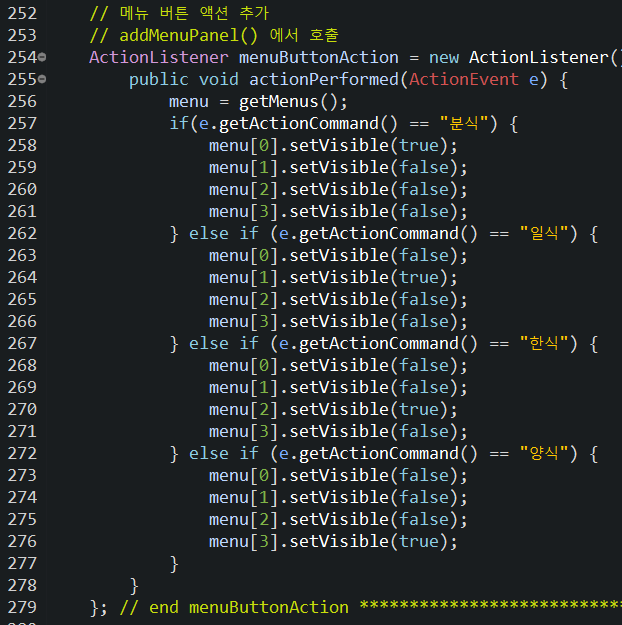 252 // 메뉴 버튼 액션 추가
253 // addMenuPanel() 에서 호출
254 ActionListener menuButtonAction = new ActionListener()
255 public void actionPerformed(ActionEvent e) {
256 menu = getMenus();
257 if(e.getActionCommand() == "분식") {
258 menu[0].setVisible(true);
259 menu[1].setVisible(false);
260 menu[2].setVisible(false);
261 menu[3].setVisible(false);
262 } else if (e.getActionCommand() == "일식") {
263 menu[0].setVisible(false);
264 menu[1].setVisible(true);
265 menu[2].setVisible(false);
266 menu[3].setVisible(false);
267 } else if (e.getActionCommand() == "한식") {
268 menu[0].setVisible(false);
269 menu[1].setVisible(false);
270 menu[2].setVisible(true);
271 menu[3].setVisible(false);
272 } else if (e.getActionCommand() == "양식") {
273 menu[0].setVisible(false);
274 menu[1].setVisible(false);
275 menu[2].setVisible(false);
276 menu[3].setVisible(true);
277 }
278 }
279 }; // end menuButtonAction ***************************